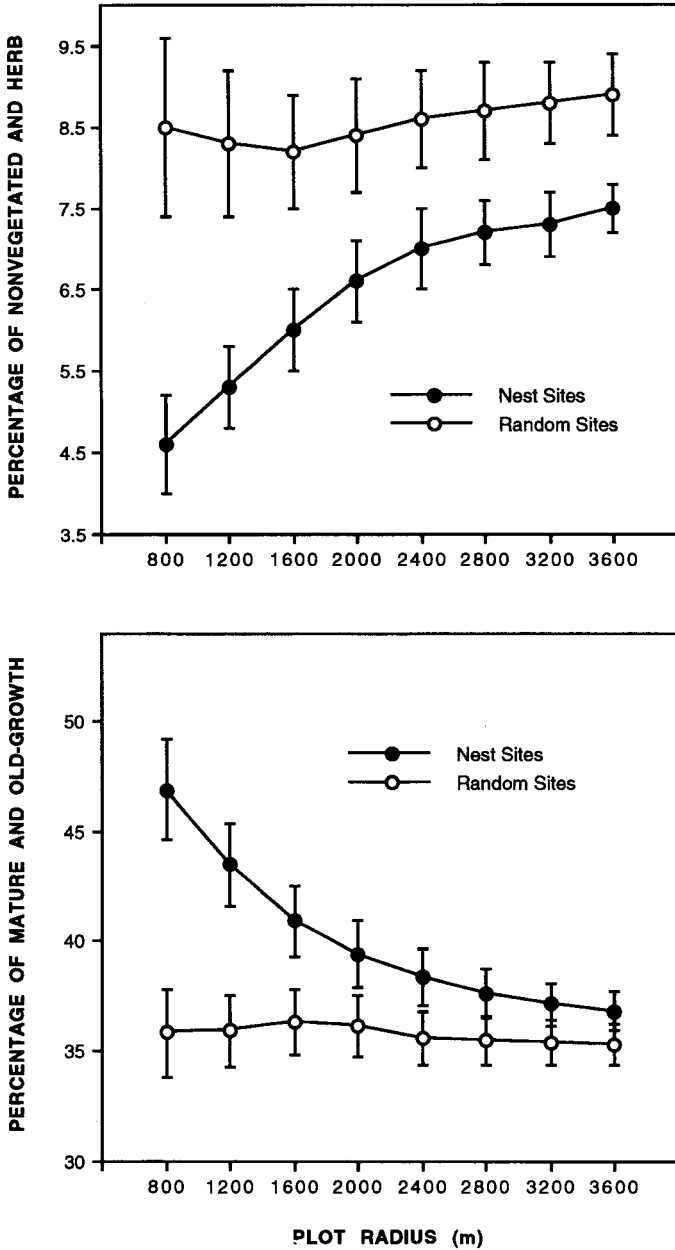 PERCENTAGE OF NONVEGETATED AND HERB
9.5
8.5
7.5
6.5
5.5
4.5
3.5
Nest Sites
Random Sites
800 1200 1600 2000 2400 2800 3200 3600
PERCENTAGE OF MATURE AND OLD-GROWTH
50
45
40
35
30
Nest Sites
Random Sites
800 1200 1600 2000 2400 2800 3200 3600
PLOT RADIUS (m)